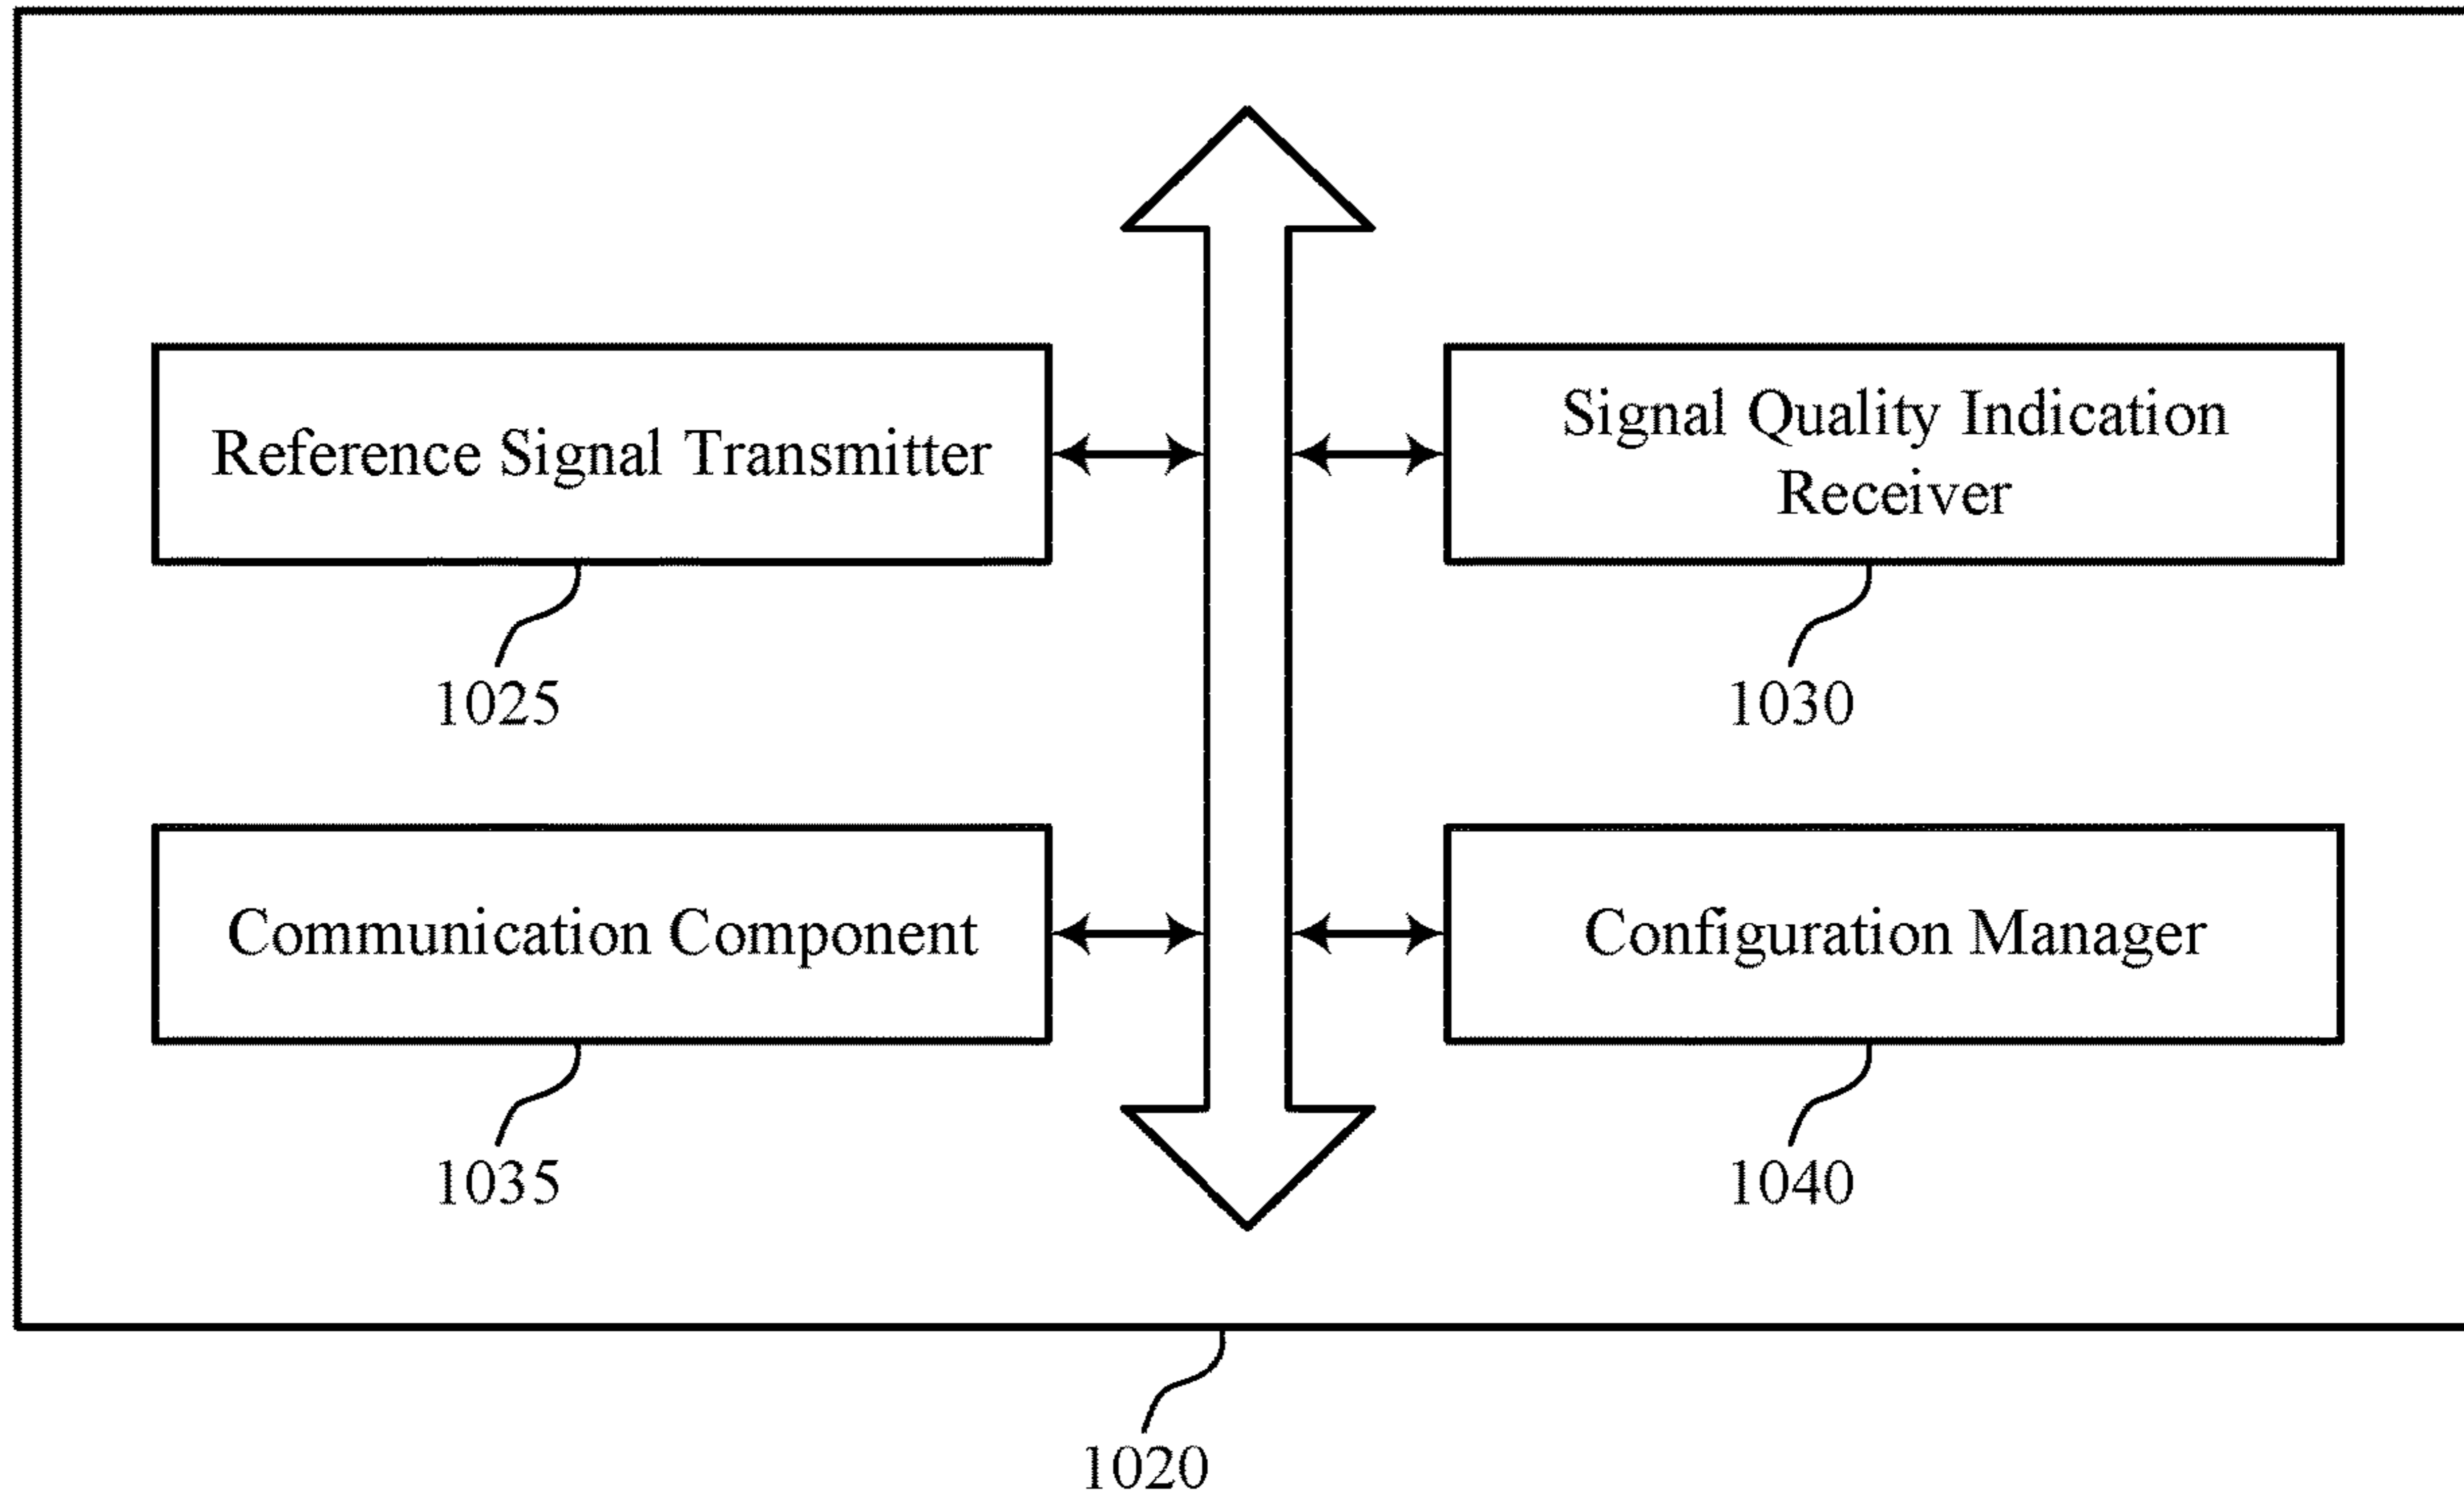 Reference Signal Transmitter
1025
Signal Quality Indication
Receiver
1030
Communication Component
1035
Configuration Manager
1040
1020